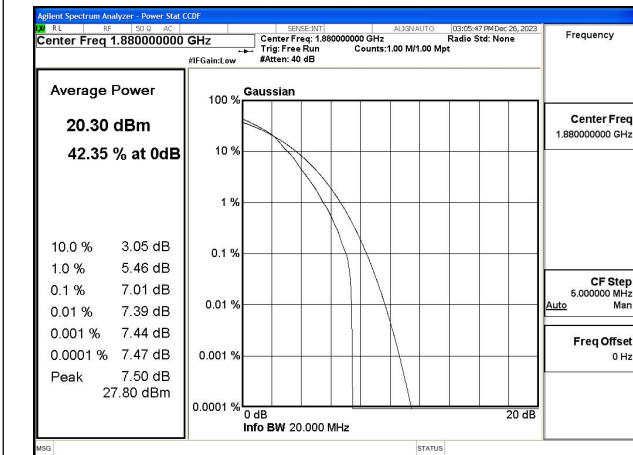 Agilent Spectrum Analyzer - Power Stat CCDF
RL RF 50 Ω AC SENSE:INT ALIGN AUTO 03:05:47 PM Dec 26, 2023
Center Freq 1.880000000 GHz
Center Freq: 1.880000000 GHz Radio Std: None
Trig: Free Run Counts:1.00 M/1.00 Mpt
#IFGain:Low #Atten: 40 dB
Frequency
Average Power
20.30 dBm
42.35 % at 0dB
10.0 % 3.05 dB
1.0 % 5.46 dB
0.1 % 7.01 dB
0.01 % 7.39 dB
0.001 % 7.44 dB
0.0001 % 7.47 dB
Peak 7.50 dB
27.80 dBm
Gaussian
100 %
10 %
1 %
0.1 %
0.01 %
0.001 %
0.0001 %
0 dB 20 dB
Info BW 20.000 MHz
Center Freq
1.880000000 GHz
CF Step
5.000000 MHz
Auto Man
Freq Offset
0 Hz
MSG STATUS